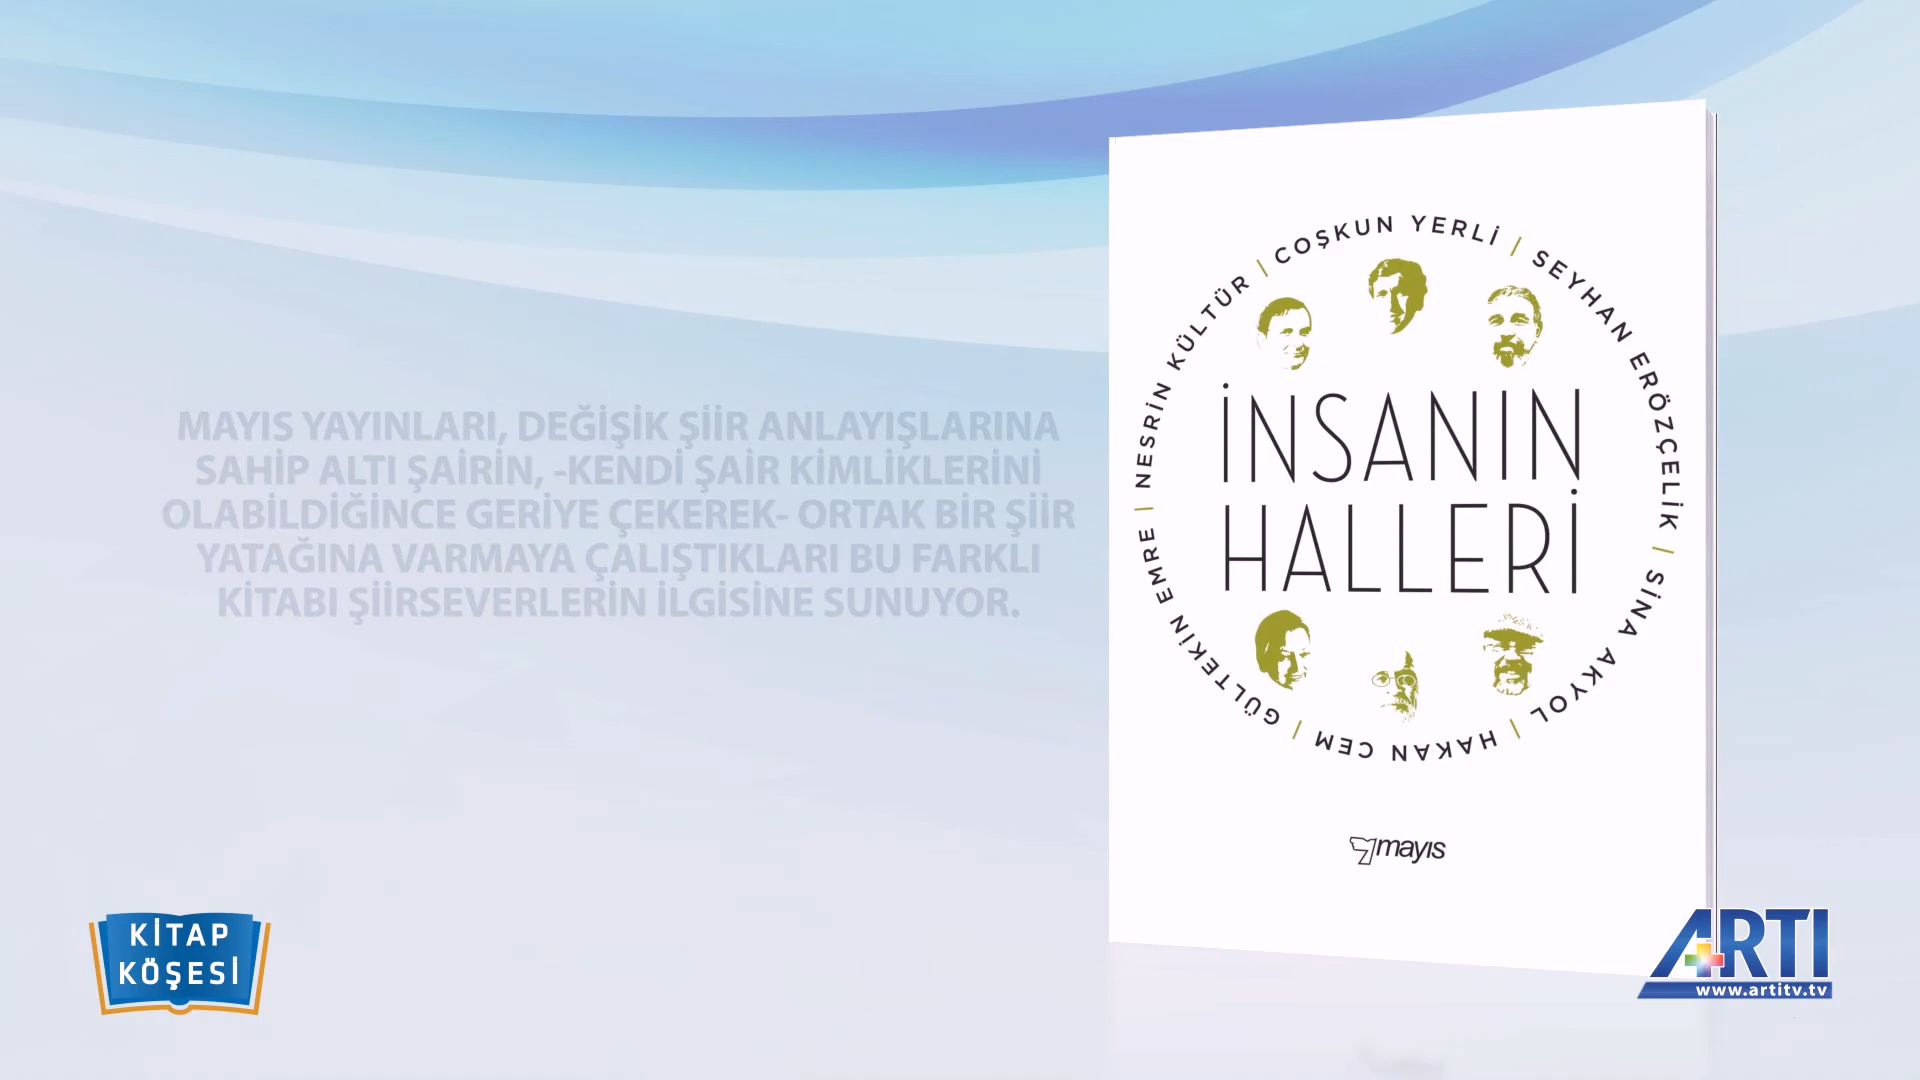 MAYIS YAYINLARI, DEĞİŞİK ŞİİR ANLAYIŞLARINA
SAHİP ALTI ŞAİRİN, -KENDİ ŞAİR KİMLİKLERİNİ
OLABİLDİĞİNCE GERİYE ÇEKEREK- ORTAK BİR ŞİİR
YATAĞINA VARMAYA ÇALIŞTIKLARI BU FARKLI
KİTABI ŞİİRSEVERLERİN İLGİSİNE SUNUYOR.
NESRİN KÜLTÜR | COŞKUN YERLİ | SEYHAN ERÖZÇELİK | SİNA AKYOL | HAKAN CEM | GÜLTEKİN EMRE |
İNSANIN
HALLERİ
mayıs
KİTAP
KÖŞESİ
ARTI
www.artitv.tv